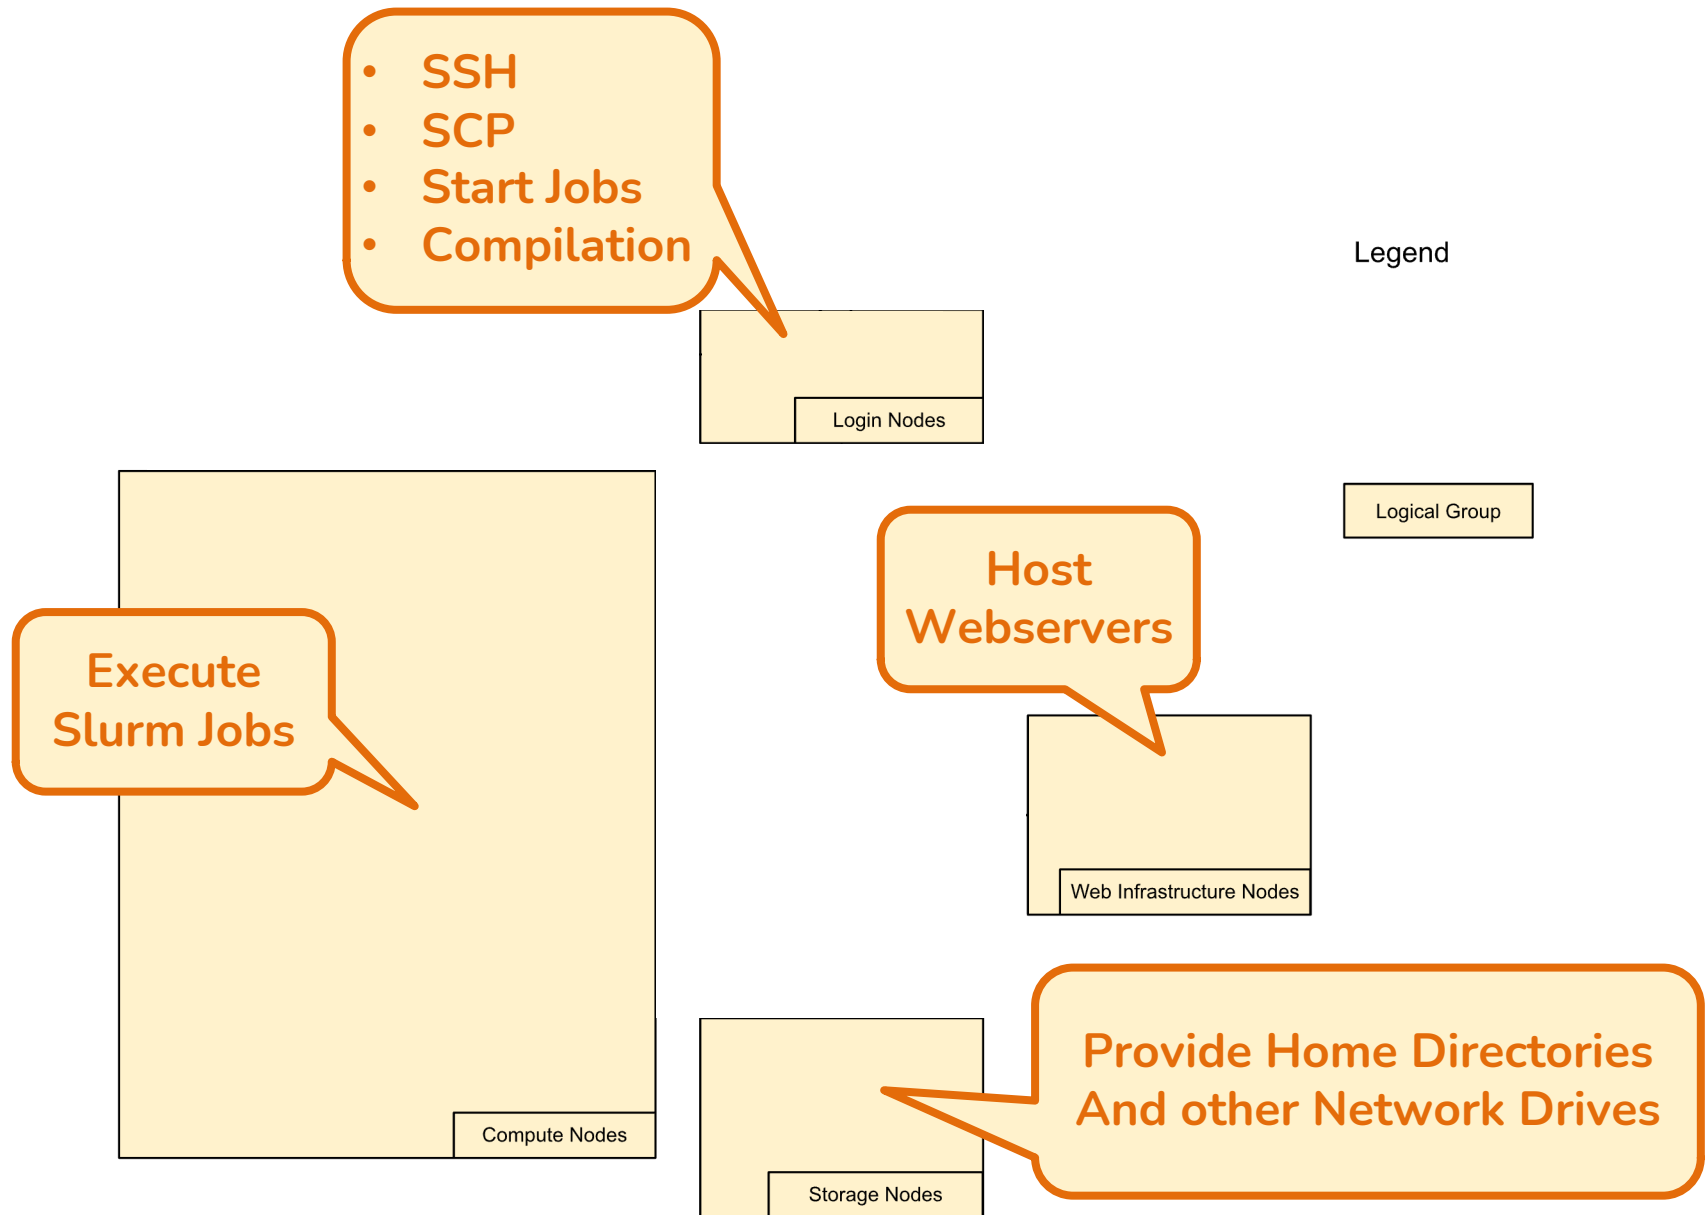 • SSH
• SCP
• Start Jobs
• Compilation
Legend
Login Nodes
Logical Group
Host
Webservers
Execute
Slurm Jobs
Web Infrastructure Nodes
Provide Home Directories
And other Network Drives
Compute Nodes
Storage Nodes